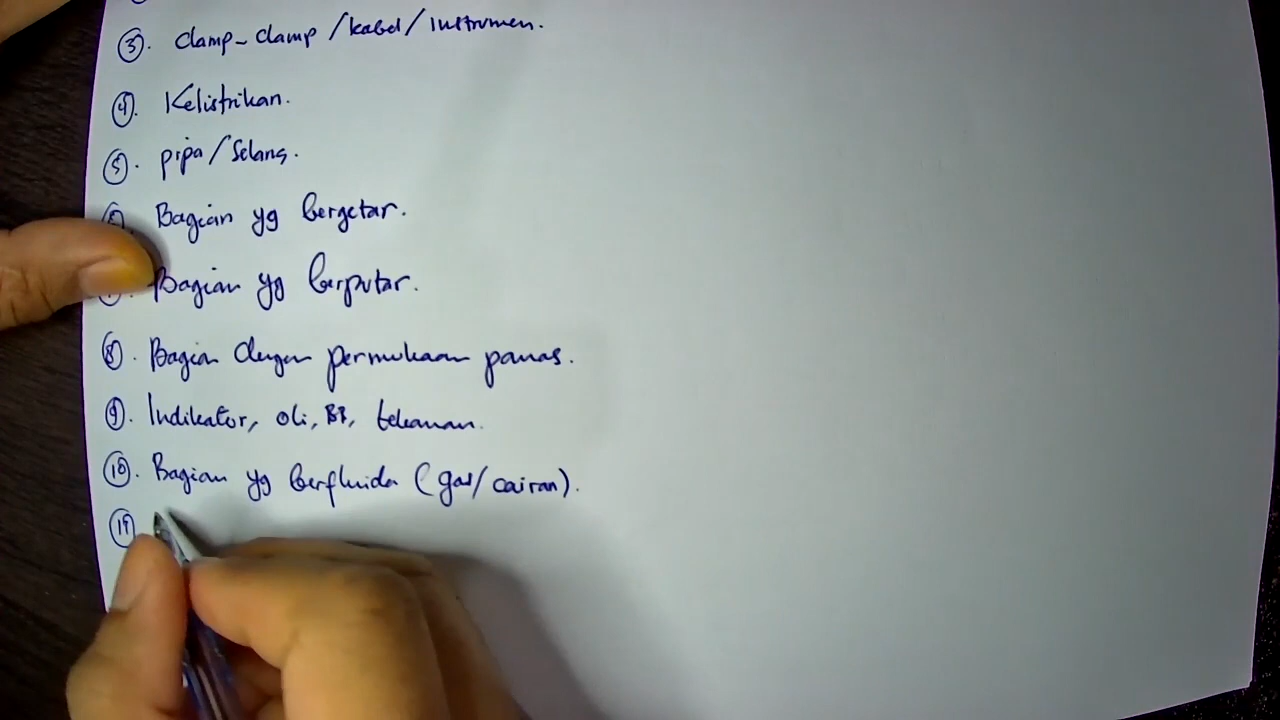 3. Clamp-clamp/kabel/instrumen.
4. Kelistrikan.
5. pipa/selang.
6. Bagian yg bergetar.
Bagian yg berputar.
8. Bagian dengan permukaan panas.
9. Indikator, oli, BB, tekanan.
10. Bagian yg berfluida (gas/cairan).
11